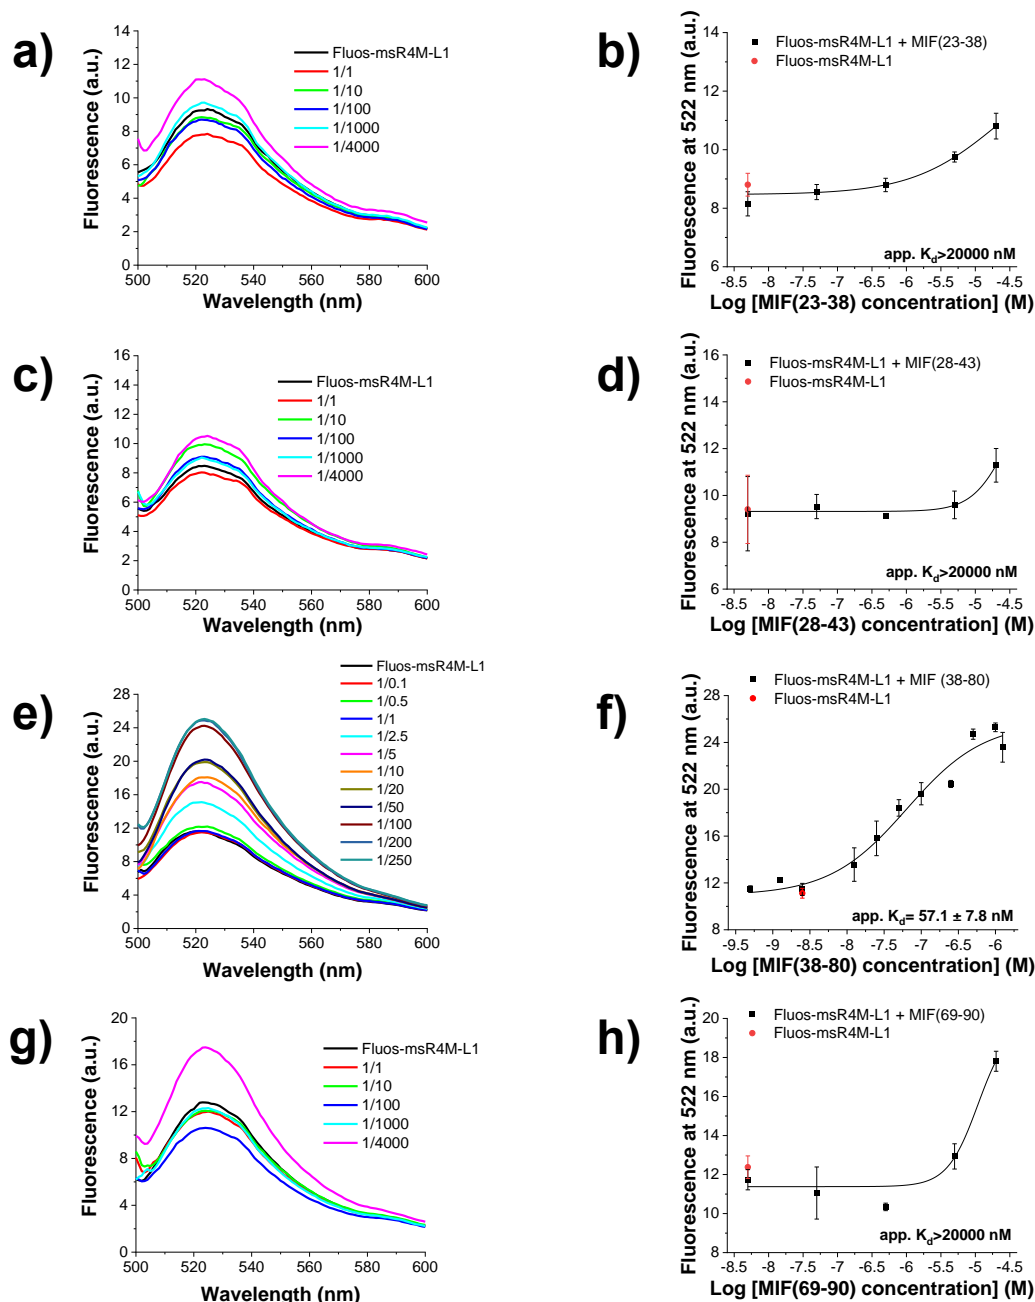 a)
14
12
10
8
6
4
2
0
500 520 540 560 580 600
Fluorescence (a.u.)
Wavelength (nm)
Fluos-msR4M-L1
1/1
1/10
1/100
1/1000
1/4000
b)
14
12
10
8
6
-8.5 -8 -7.5 -7 -6.5 -6 -5.5 -5 -4.5
Fluorescence at 522 nm (a.u.)
Log [MIF(23-38) concentration] (M)
Fluos-msR4M-L1 + MIF(23-38)
Fluos-msR4M-L1
app. Kd>20000 nM
c)
16
14
12
10
8
6
4
2
0
500 520 540 560 580 600
Fluorescence (a.u.)
Wavelength (nm)
Fluos-msR4M-L1
1/1
1/10
1/100
1/1000
1/4000
d)
16
14
12
10
8
6
-8.5 -8 -7.5 -7 -6.5 -6 -5.5 -5 -4.5
Fluorescence at 522 nm (a.u.)
Log [MIF(28-43) concentration] (M)
Fluos-msR4M-L1 + MIF(28-43)
Fluos-msR4M-L1
app. Kd>20000 nM
e)
28
24
20
16
12
8
4
0
500 520 540 560 580 600
Fluorescence (a.u.)
Wavelength (nm)
Fluos-msR4M-L1
1/0.1
1/0.5
1/1
1/2.5
1/5
1/10
1/20
1/50
1/100
1/200
1/250
f)
28
24
20
16
12
8
-9.5 -9 -8.5 -8 -7.5 -7 -6.5 -6
Fluorescence at 522 nm (a.u.)
Log [MIF(38-80) concentration] (M)
Fluos-msR4M-L1 + MIF (38-80)
Fluos-msR4M-L1
app. Kd= 57.1 ± 7.8 nM
g)
20
16
12
8
4
0
500 520 540 560 580 600
Fluorescence (a.u.)
Wavelength (nm)
Fluos-msR4M-L1
1/1
1/10
1/100
1/1000
1/4000
h)
20
18
16
14
12
10
8
-8.5 -8 -7.5 -7 -6.5 -6 -5.5 -5 -4.5
Fluorescence at 522 nm (a.u.)
Log [MIF(69-90) concentration] (M)
Fluos-msR4M-L1 + MIF(69-90)
Fluos-msR4M-L1
app. Kd>20000 nM